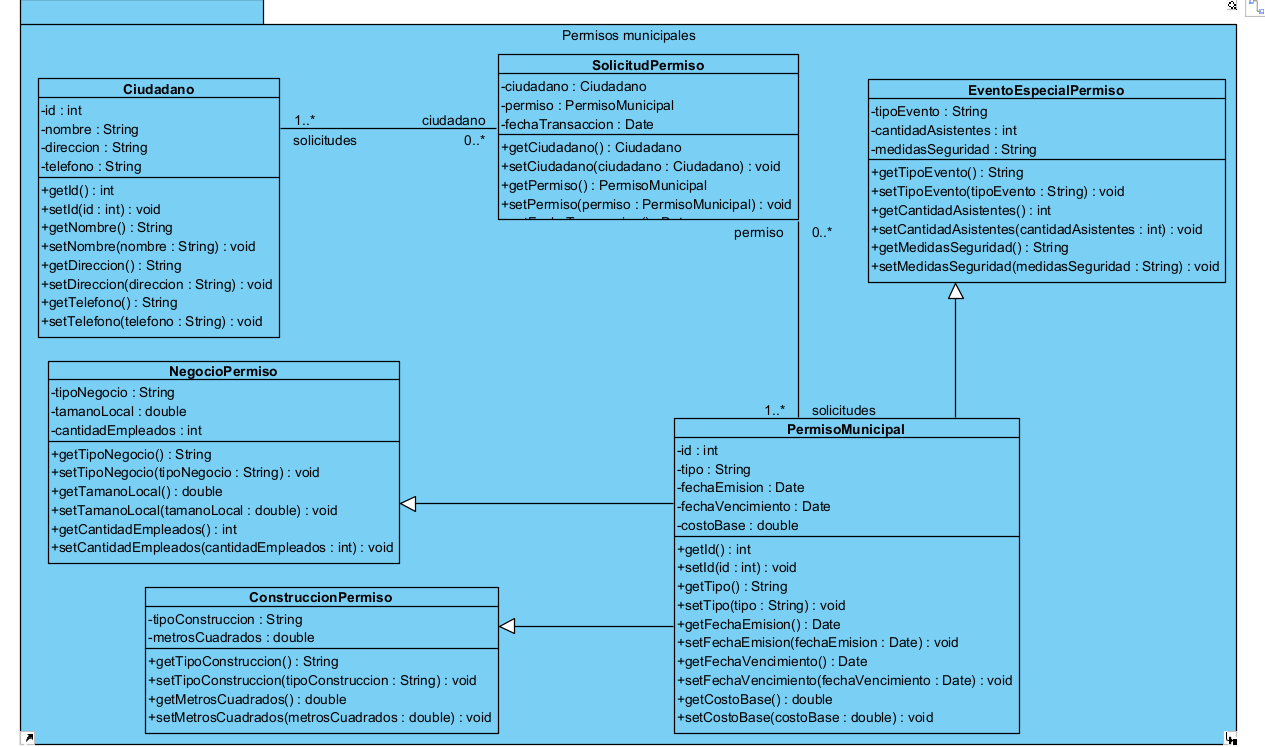 Permisos municipales
Ciudadano
-id : int
-nombre : String
-direccion : String
-telefono : String
+getId() : int
+setId(id : int) : void
+getNombre() : String
+setNombre(nombre : String) : void
+getDireccion() : String
+setDireccion(direccion : String) : void
+getTelefono() : String
+setTelefono(telefono : String) : void
1..*
ciudadano
solicitudes
0..*
SolicitudPermiso
-ciudadano : Ciudadano
-permiso : PermisoMunicipal
-fechaTransaccion : Date
+getCiudadano() : Ciudadano
+setCiudadano(ciudadano : Ciudadano) : void
+getPermiso() : PermisoMunicipal
+setPermiso(permiso : PermisoMunicipal) : void
permiso
0..*
EventoEspecialPermiso
-tipoEvento : String
-cantidadAsistentes : int
-medidasSeguridad : String
+getTipoEvento() : String
+setTipoEvento(tipoEvento : String) : void
+getCantidadAsistentes() : int
+setCantidadAsistentes(cantidadAsistentes : int) : void
+getMedidasSeguridad() : String
+setMedidasSeguridad(medidasSeguridad : String) : void
NegocioPermiso
-tipoNegocio : String
-tamanoLocal : double
-cantidadEmpleados : int
+getTipoNegocio() : String
+setTipoNegocio(tipoNegocio : String) : void
+getTamanoLocal() : double
+setTamanoLocal(tamanoLocal : double) : void
+getCantidadEmpleados() : int
+setCantidadEmpleados(cantidadEmpleados : int) : void
1..*
solicitudes
PermisoMunicipal
-id : int
-tipo : String
-fechaEmision : Date
-fechaVencimiento : Date
-costoBase : double
+getId() : int
+setId(id : int) : void
+getTipo() : String
+setTipo(tipo : String) : void
+getFechaEmision() : Date
+setFechaEmision(fechaEmision : Date) : void
+getFechaVencimiento() : Date
+setFechaVencimiento(fechaVencimiento : Date) : void
+getCostoBase() : double
+setCostoBase(costoBase : double) : void
ConstruccionPermiso
-tipoConstruccion : String
-metrosCuadrados : double
+getTipoConstruccion() : String
+setTipoConstruccion(tipoConstruccion : String) : void
+getMetrosCuadrados() : double
+setMetrosCuadrados(metrosCuadrados : double) : void